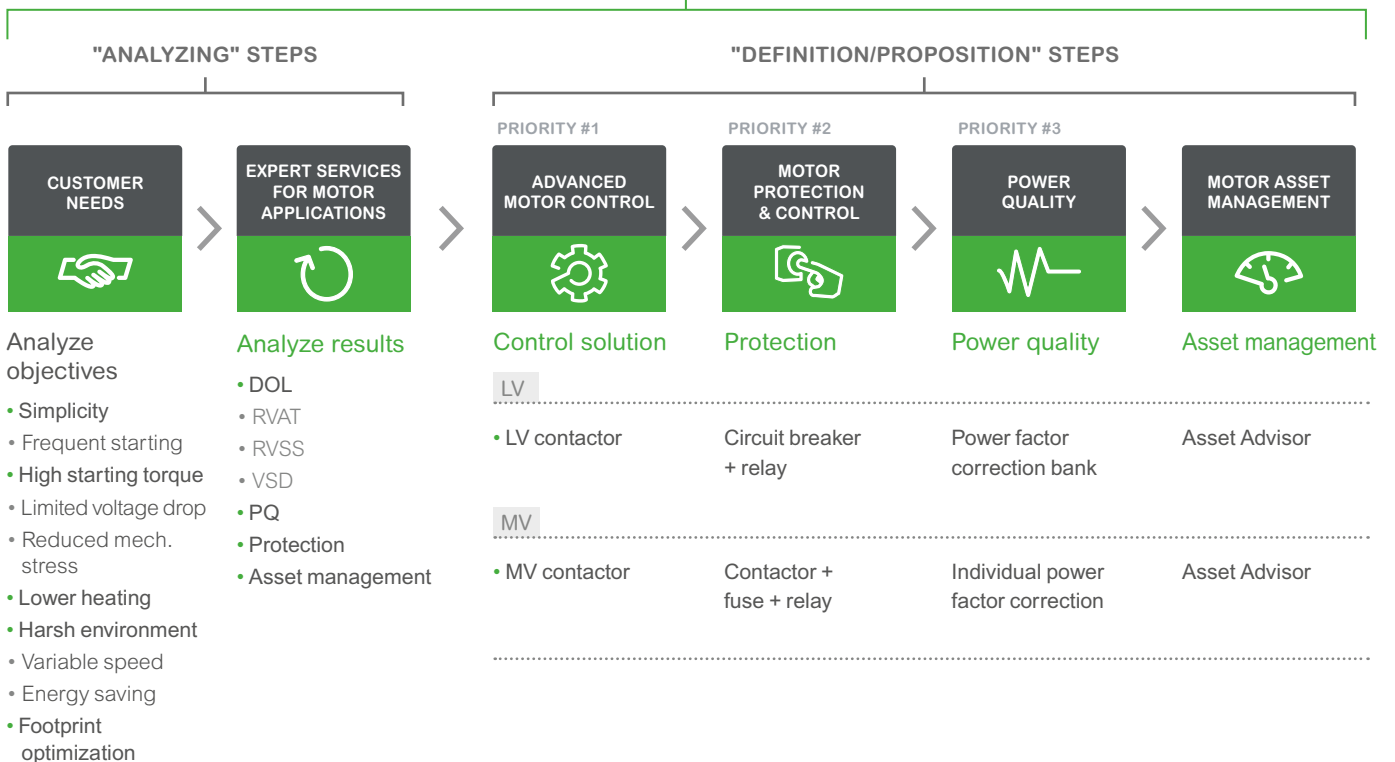 "ANALYZING" STEPS
"DEFINITION/PROPOSITION" STEPS
PRIORITY #1
PRIORITY #2
PRIORITY #3
CUSTOMER
NEEDS
EXPERT SERVICES
FOR MOTOR
APPLICATIONS
ADVANCED
MOTOR CONTROL
MOTOR
PROTECTION
& CONTROL
POWER
QUALITY
MOTOR ASSET
MANAGEMENT
Analyze
objectives
• Simplicity
• Frequent starting
• High starting torque
• Limited voltage drop
• Reduced mech.
stress
• Lower heating
• Harsh environment
• Variable speed
• Energy saving
• Footprint
optimization
Analyze results
• DOL
• RVAT
• RVSS
• VSD
• PQ
• Protection
• Asset management
Control solution
Protection
Power quality
Asset management
LV
• LV contactor
Circuit breaker
+ relay
Power factor
correction bank
Asset Advisor
MV
• MV contactor
Contactor +
fuse + relay
Individual power
factor correction
Asset Advisor